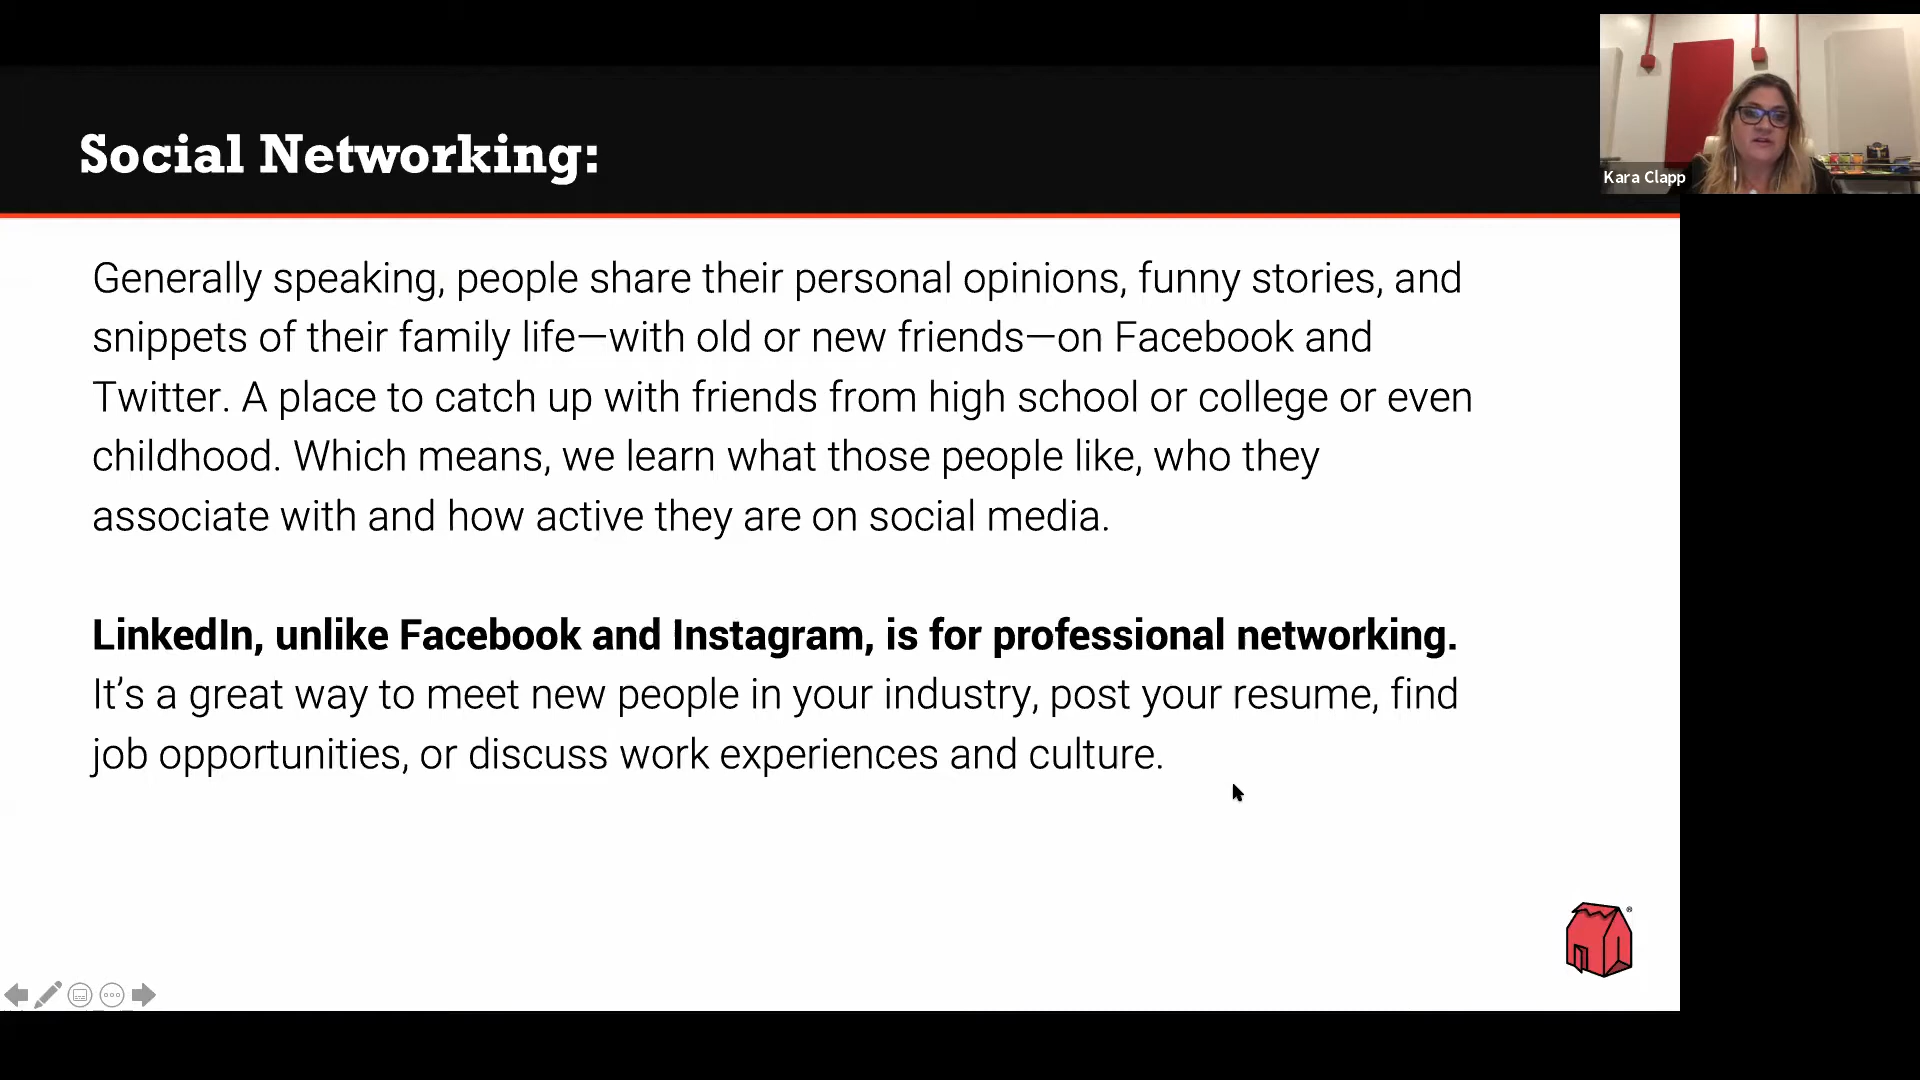 Social Networking:
Kara Clapp
Generally speaking, people share their personal opinions, funny stories, and
snippets of their family life—with old or new friends—on Facebook and
Twitter. A place to catch up with friends from high school or college or even
childhood. Which means, we learn what those people like, who they
associate with and how active they are on social media.
LinkedIn, unlike Facebook and Instagram, is for professional networking.
It’s a great way to meet new people in your industry, post your resume, find
job opportunities, or discuss work experiences and culture.
®